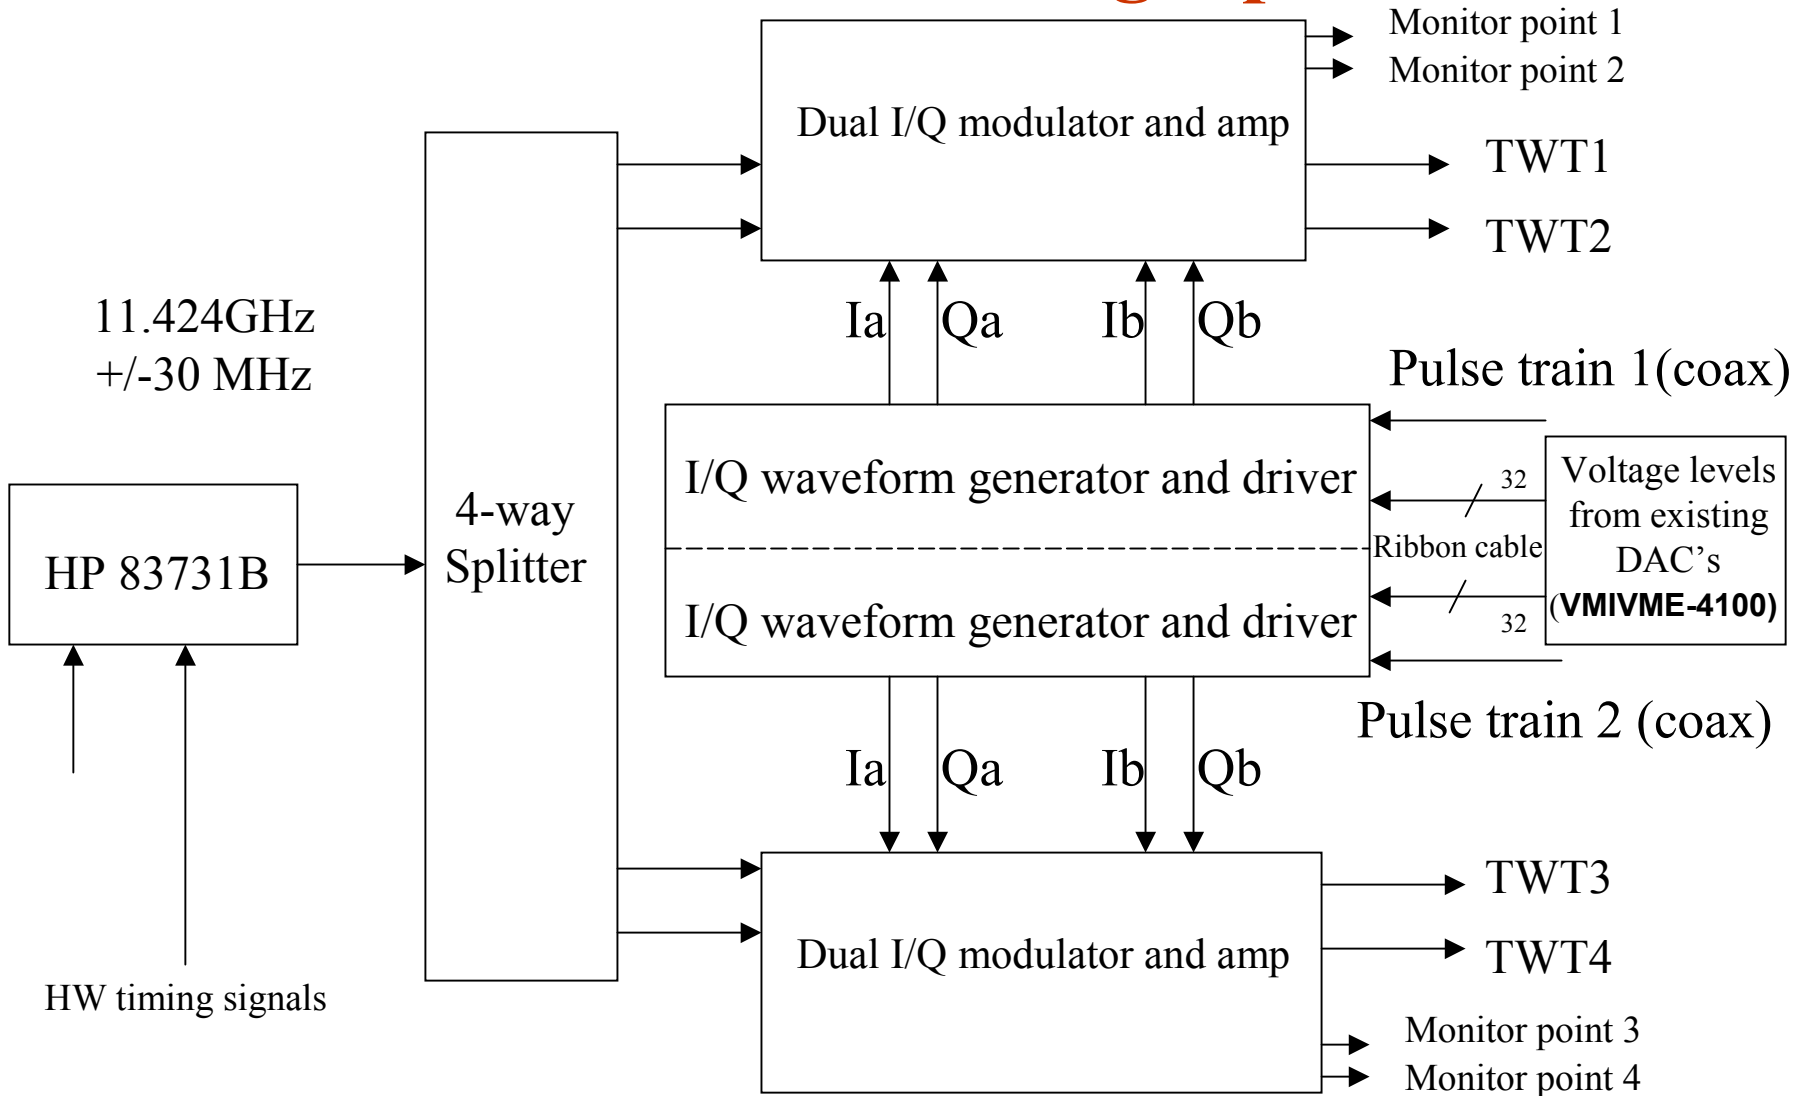 Monitor point 1
Monitor point 2
Dual I/Q modulator and amp
TWT1
TWT2
11.424GHz
+/-30 MHz
Ia
Qa
Ib
Qb
Pulse train 1(coax)
4-way
Splitter
HP 83731B
I/Q waveform generator and driver
32
Ribbon cable
Voltage levels
from existing
DAC’s
(VMIVME-4100)
I/Q waveform generator and driver
32
Pulse train 2 (coax)
Ia
Qa
Ib
Qb
Dual I/Q modulator and amp
TWT3
TWT4
HW timing signals
Monitor point 3
Monitor point 4